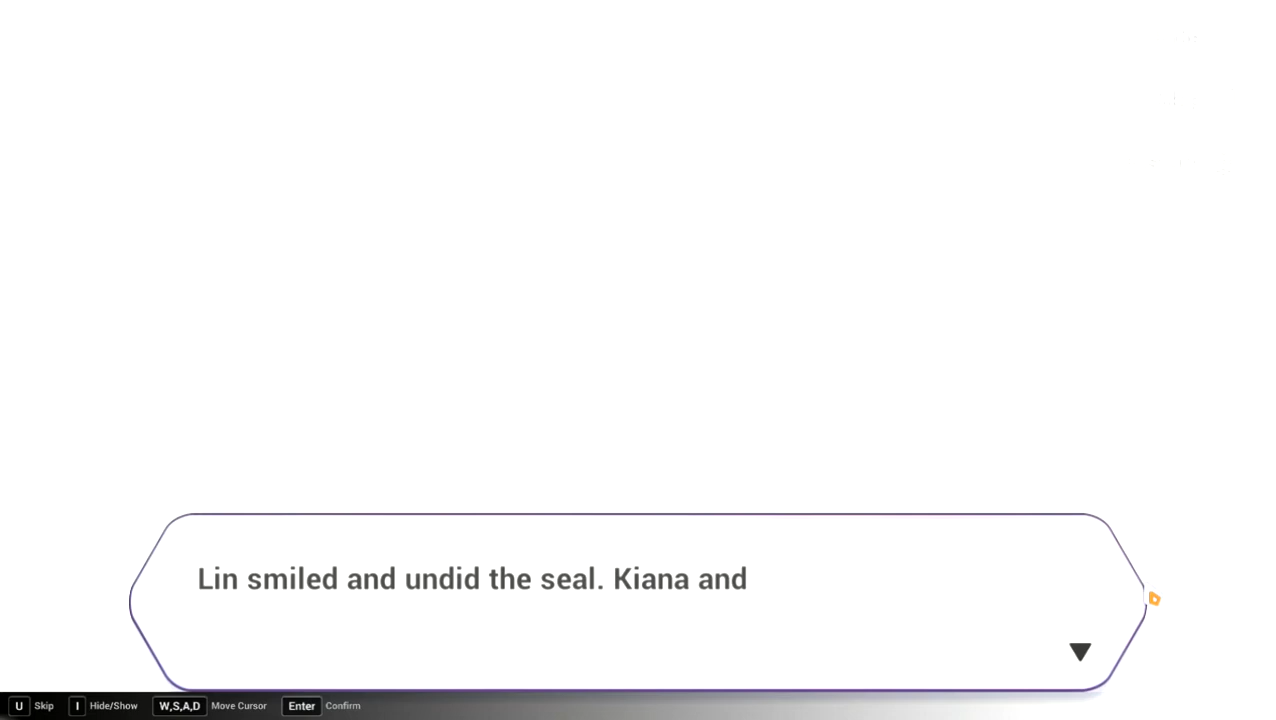 Lin smiled and undid the seal. Kiana and
U Skip I Hide/Show W,S,A,D Move Cursor Enter Confirm